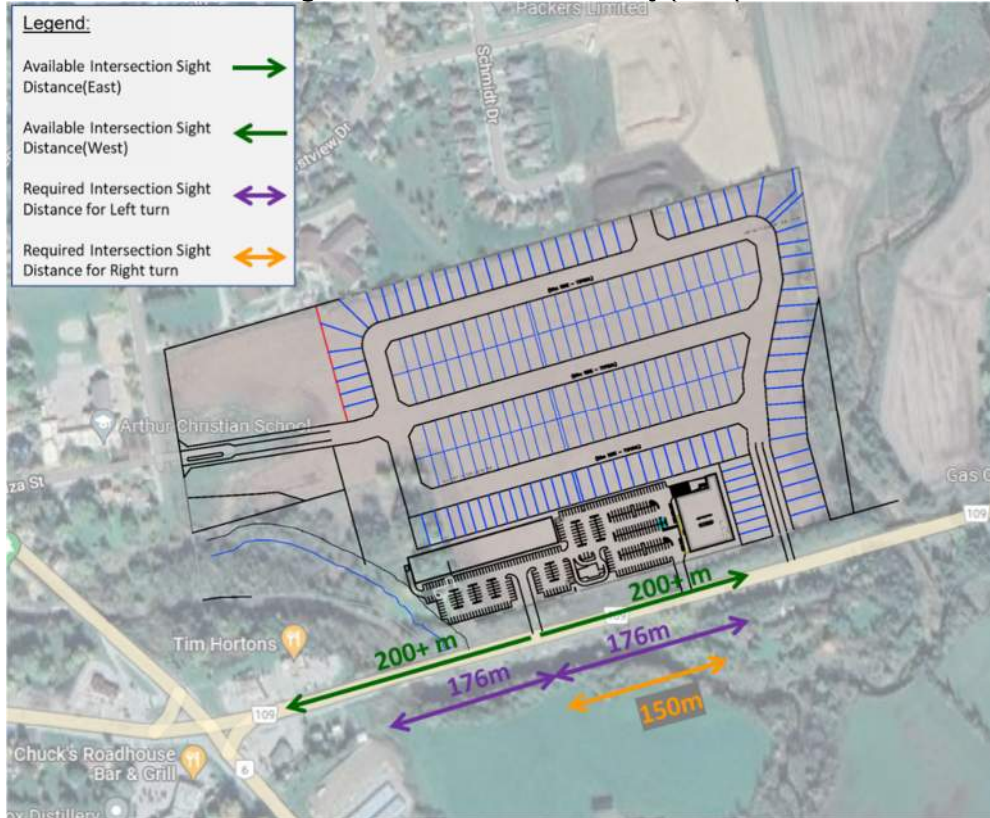 Packers Limited
Legend:
Available Intersection Sight
Distance(East)
Available Intersection Sight
Distance(West)
Required Intersection Sight
Distance for Left turn
Required Intersection Sight
Distance for Right turn
Schmidt Dr
Arthur Christian School
Gas
109
200+ m
200+ m
176m
176m
150m
Tim Hortons
109
6
Chuck's Roadhouse
Bar & Grill